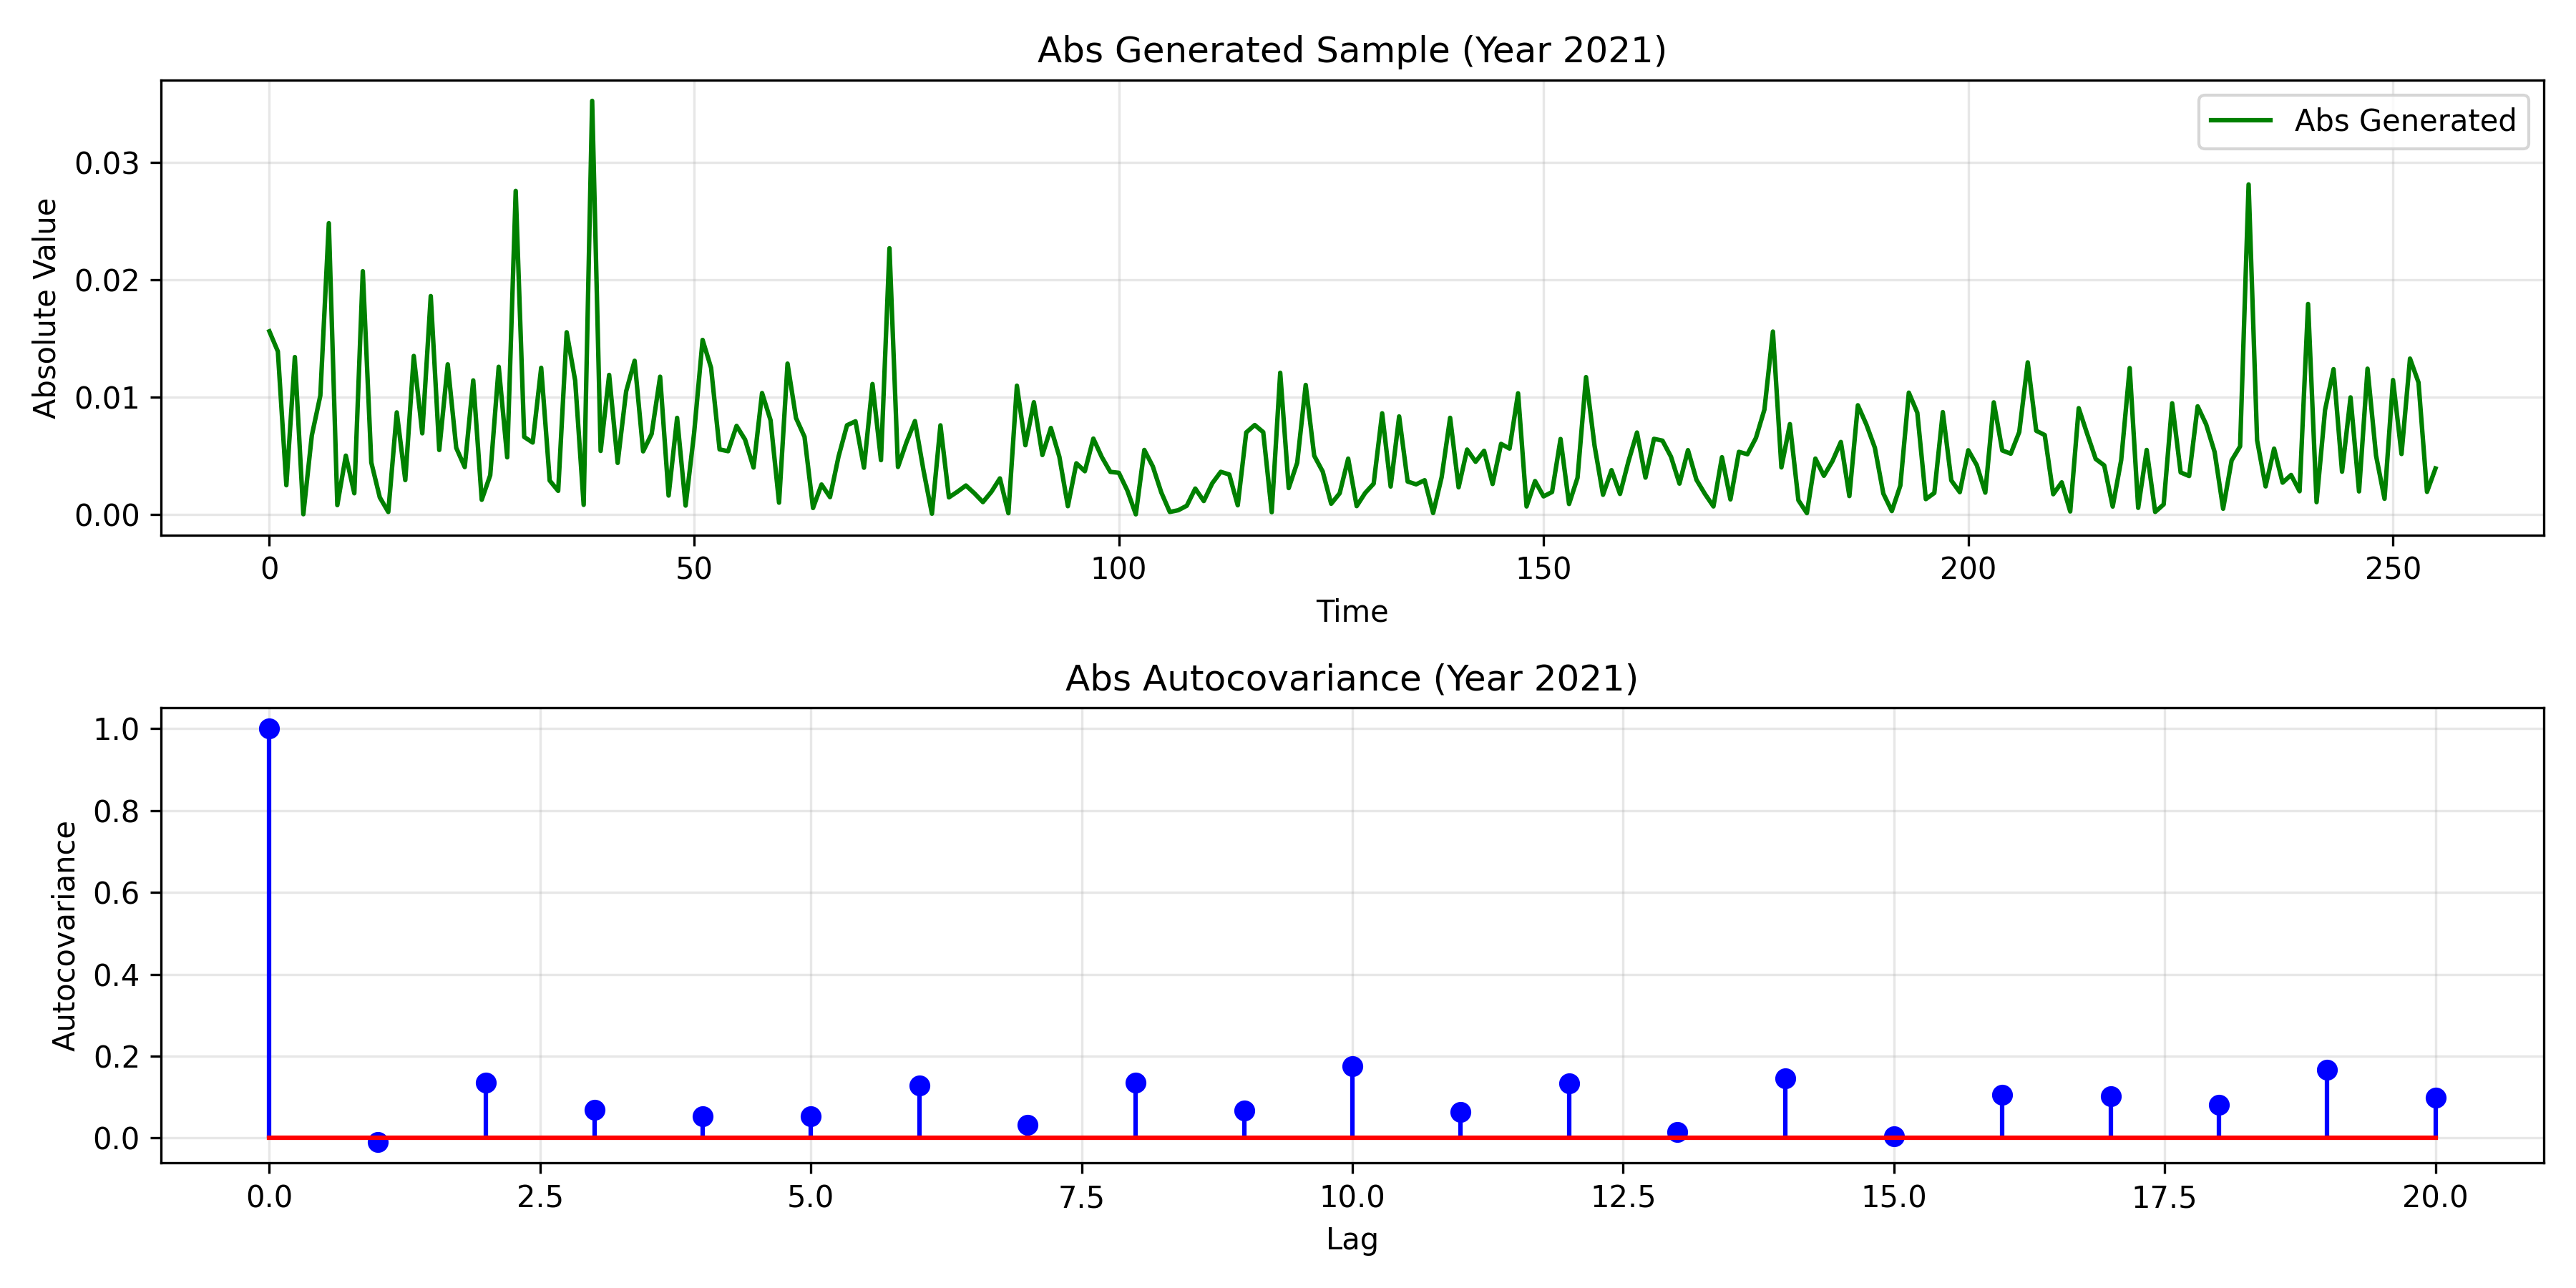 Abs Generated Sample (Year 2021)
Abs Generated
Absolute Value
0.03
0.02
0.01
0.00
0 50 100 150 200 250
Time
Abs Autocovariance (Year 2021)
Autocovariance
1.0
0.8
0.6
0.4
0.2
0.0
0.0 2.5 5.0 7.5 10.0 12.5 15.0 17.5 20.0
Lag